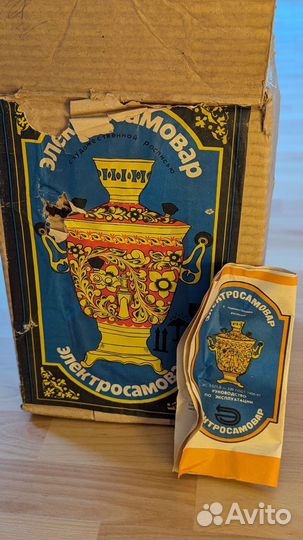 электросамовар
художественной росписью
электросамовар
ЭЛЕКТРОСАМОВАР
РУКОВОДСТВО
ПО ЭКСПЛУАТАЦИИ
ЭЛЕКТРОСАМОВАР
Avito